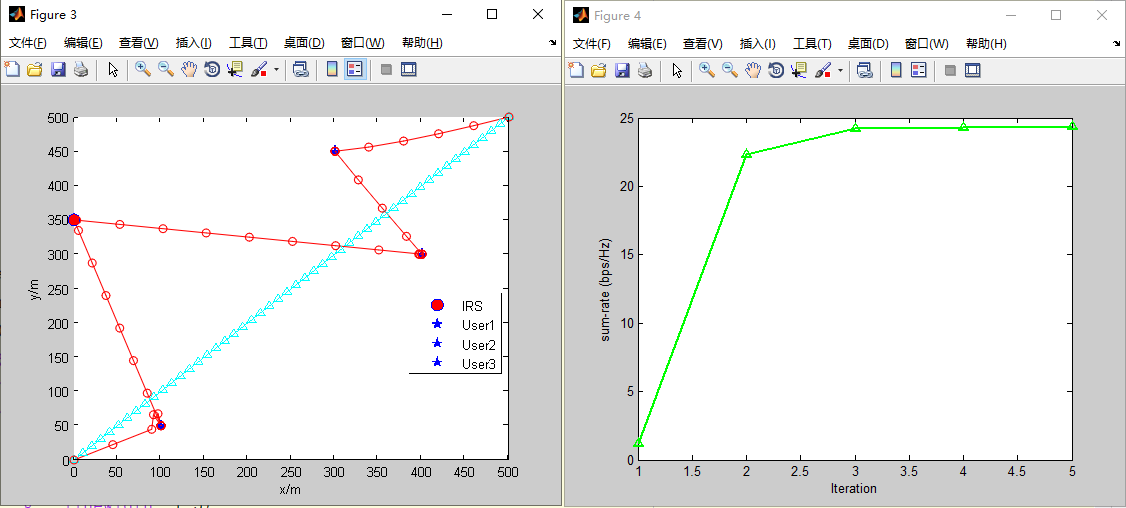 Figure 3
文件(F) 编辑(E) 查看(V) 插入(I) 工具(T) 桌面(D) 窗口(W) 帮助(H)
500
450
400
350
300
250
200
150
100
50
0
y/m
IRS
User1
User2
User3
0 50 100 150 200 250 300 350 400 450 500
x/m
Figure 4
文件(F) 编辑(E) 查看(V) 插入(I) 工具(T) 桌面(D) 窗口(W) 帮助(H)
25
20
15
10
5
0
sum-rate (bps/Hz)
1 1.5 2 2.5 3 3.5 4 4.5 5
Iteration